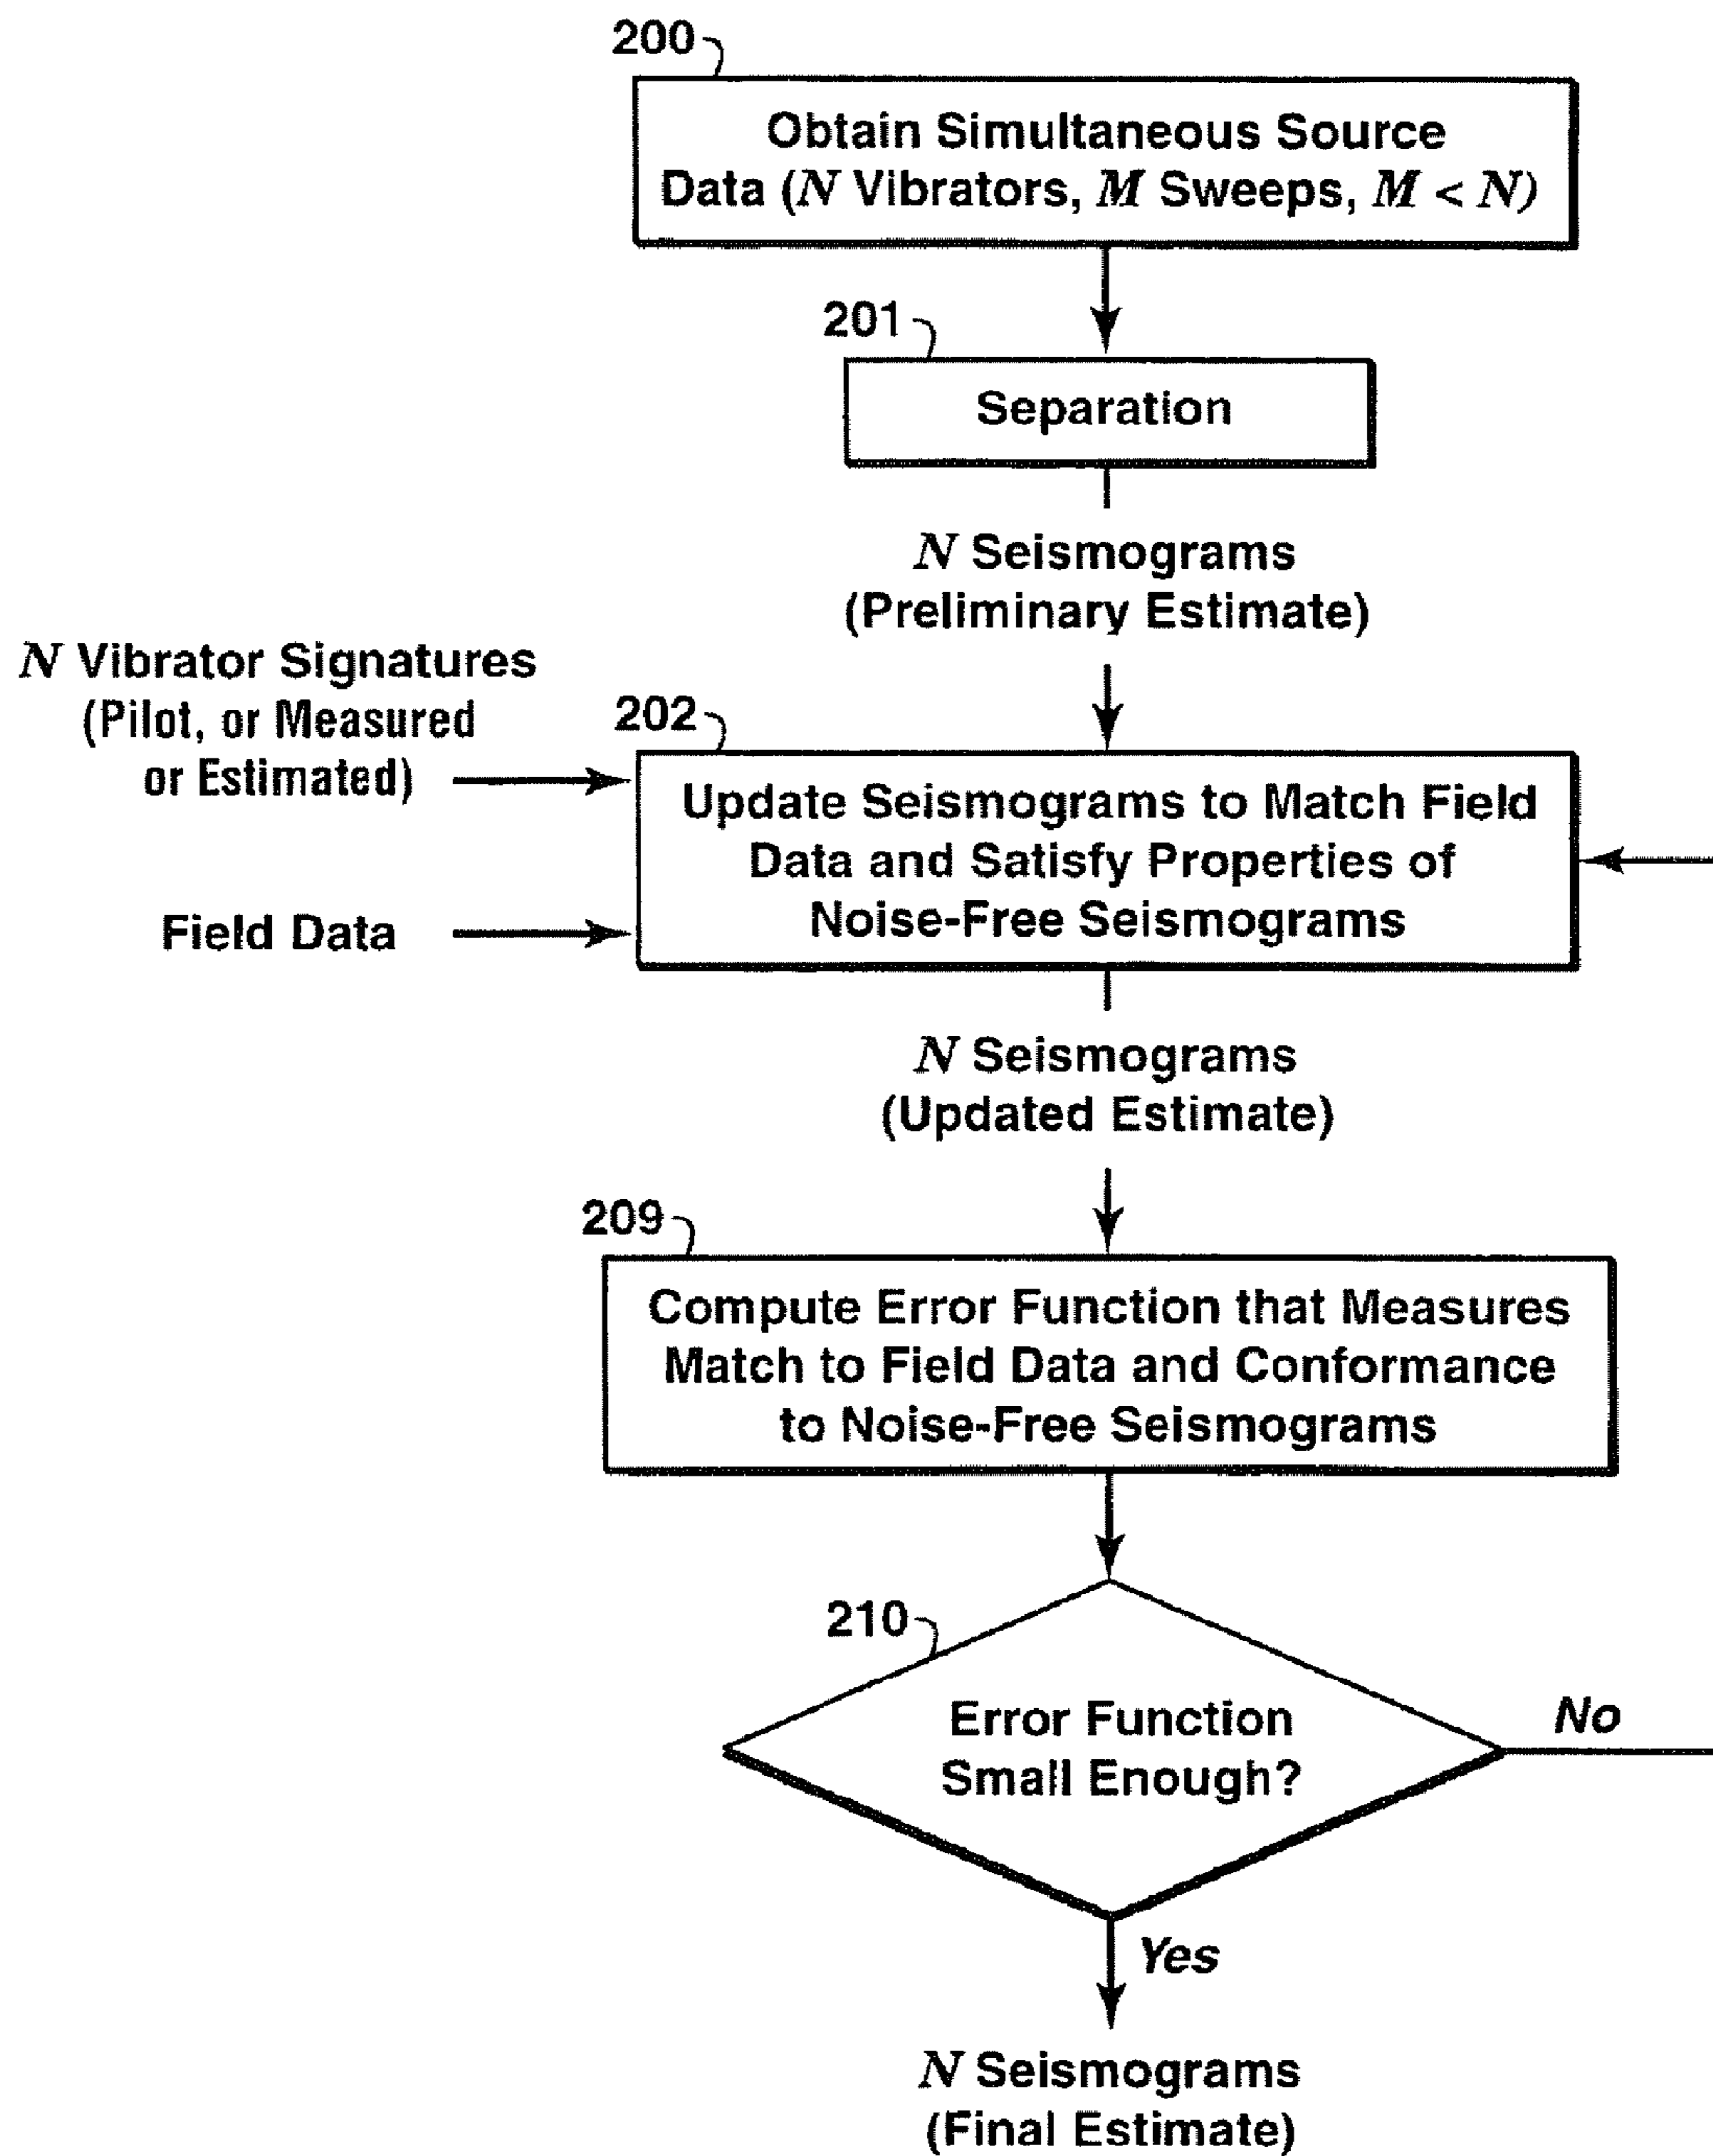 200
Obtain Simultaneous Source
Data (N Vibrators, M Sweeps, M < N)
201
Separation
N Seismograms
(Preliminary Estimate)
N Vibrator Signatures
(Pilot, or Measured
or Estimated)
202
Update Seismograms to Match Field
Data and Satisfy Properties of
Noise-Free Seismograms
Field Data
N Seismograms
(Updated Estimate)
209
Compute Error Function that Measures
Match to Field Data and Conformance
to Noise-Free Seismograms
210
Error Function
Small Enough?
No
Yes
N Seismograms
(Final Estimate)